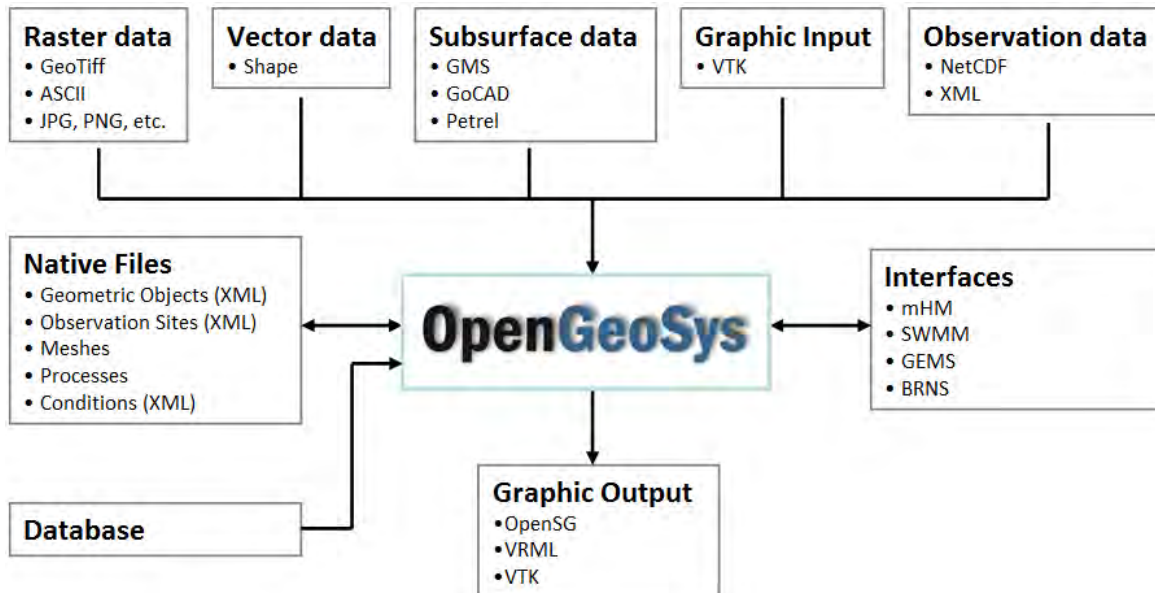 Raster data
• GeoTiff
• ASCII
• JPG, PNG, etc.
Vector data
• Shape
Subsurface data
• GMS
• GoCAD
• Petrel
Graphic Input
• VTK
Observation data
• NetCDF
• XML
Native Files
• Geometric Objects (XML)
• Observation Sites (XML)
• Meshes
• Processes
• Conditions (XML)
OpenGeoSys
Interfaces
• mHM
• SWMM
• GEMS
• BRNS
Database
Graphic Output
•OpenSG
•VRML
•VTK